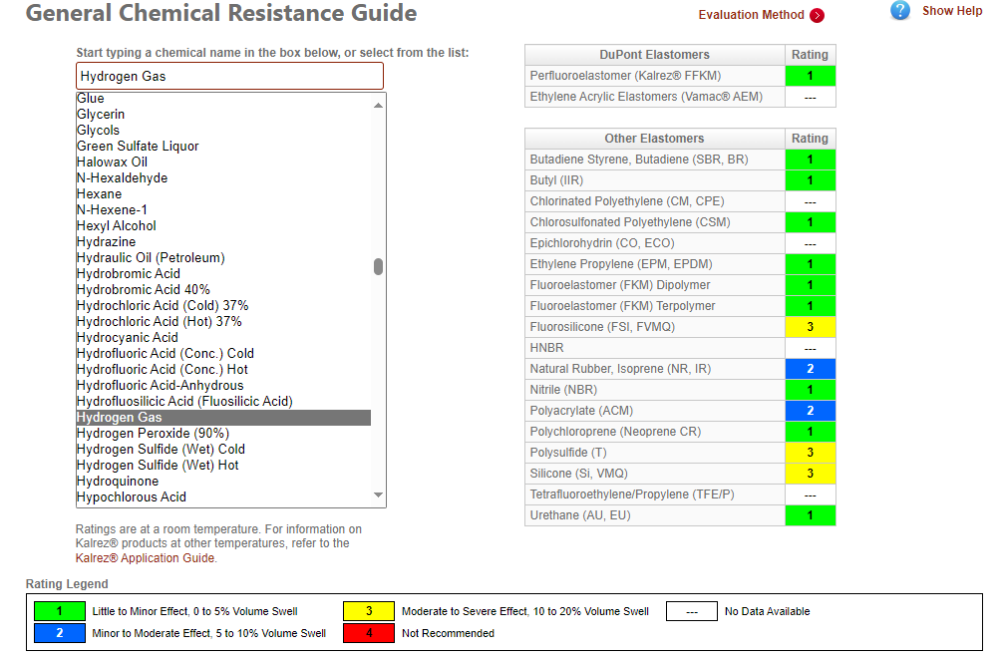 General Chemical Resistance Guide
Evaluation Method
? Show Help
Start typing a chemical name in the box below, or select from the list:
Hydrogen Gas
Glue
Glycerin
Glycols
Green Sulfate Liquor
Halowax Oil
N-Hexaldehyde
Hexane
N-Hexene-1
Hexyl Alcohol
Hydrazine
Hydraulic Oil (Petroleum)
Hydrobromic Acid
Hydrobromic Acid 40%
Hydrochloric Acid (Cold) 37%
Hydrochloric Acid (Hot) 37%
Hydrocyanic Acid
Hydrofluoric Acid (Conc.) Cold
Hydrofluoric Acid (Conc.) Hot
Hydrofluoric Acid-Anhydrous
Hydrofluosilicic Acid (Fluosilicic Acid)
Hydrogen Gas
Hydrogen Peroxide (90%)
Hydrogen Sulfide (Wet) Cold
Hydrogen Sulfide (Wet) Hot
Hydroquinone
Hypochlorous Acid
Ratings are at a room temperature. For information on
Kalrez® products at other temperatures, refer to the
Kalrez® Application Guide.
DuPont Elastomers Rating
Perfluoroelastomer (Kalrez® FFKM) 1
Ethylene Acrylic Elastomers (Vamac® AEM) ---
Other Elastomers Rating
Butadiene Styrene, Butadiene (SBR, BR) 1
Butyl (IIR) 1
Chlorinated Polyethylene (CM, CPE) ---
Chlorosulfonated Polyethylene (CSM) 1
Epichlorohydrin (CO, ECO) ---
Ethylene Propylene (EPM, EPDM) 1
Fluoroelastomer (FKM) Dipolymer 1
Fluoroelastomer (FKM) Terpolymer 1
Fluorosilicone (FSI, FVMQ) 3
HNBR ---
Natural Rubber, Isoprene (NR, IR) 2
Nitrile (NBR) 1
Polyacrylate (ACM) 2
Polychloroprene (Neoprene CR) 1
Polysulfide (T) 3
Silicone (Si, VMQ) 3
Tetrafluoroethylene/Propylene (TFE/P) ---
Urethane (AU, EU) 1
Rating Legend
1 Little to Minor Effect, 0 to 5% Volume Swell 3 Moderate to Severe Effect, 10 to 20% Volume Swell --- No Data Available
2 Minor to Moderate Effect, 5 to 10% Volume Swell 4 Not Recommended